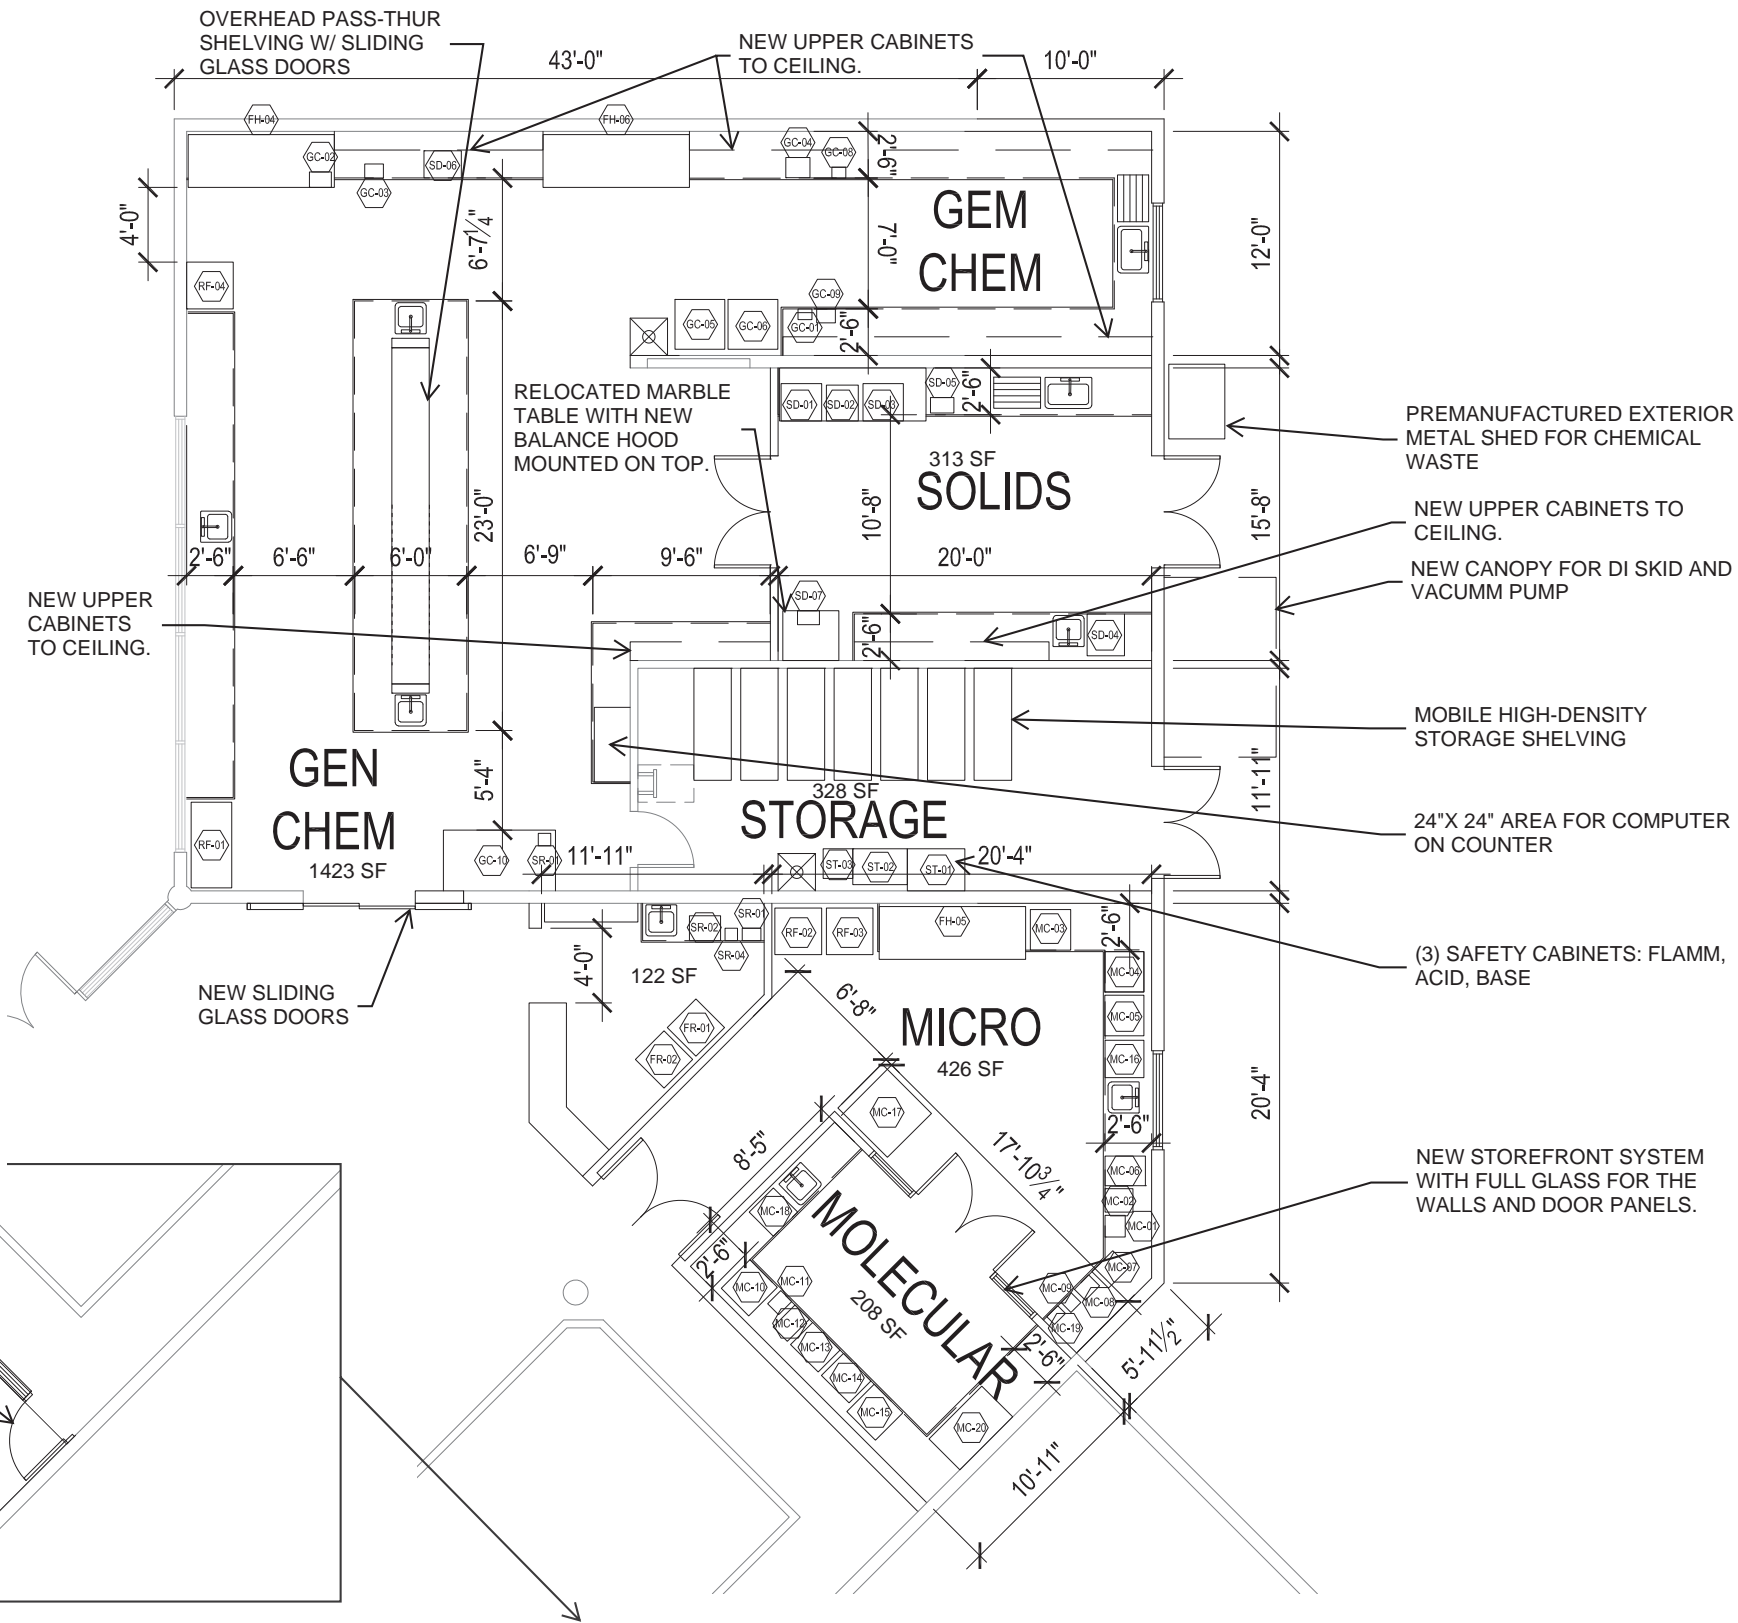 OVERHEAD PASS-THUR
SHELVING W/ SLIDING
GLASS DOORS
43'-0"
NEW UPPER CABINETS
TO CEILING.
10'-0"
FH-04
FH-06
GC-02
SD-06
GC-03
GC-04
GC-08
2'-6"
4'-0"
6'-7 1/4"
7'-0"
GEM
CHEM
12'-0"
RF-04
GC-09
GC-05
GC-06
GC-01
2'-6"
RELOCATED MARBLE
TABLE WITH NEW
BALANCE HOOD
MOUNTED ON TOP.
SD-01
SD-02
SD-03
SD-05
2'-6"
PREMANUFACTURED EXTERIOR
METAL SHED FOR CHEMICAL
WASTE
313 SF
SOLIDS
23'-0"
10'-8"
15'-8"
NEW UPPER CABINETS TO
CEILING.
2'-6"
6'-6"
6'-0"
6'-9"
9'-6"
20'-0"
NEW CANOPY FOR DI SKID AND
VACUMM PUMP
NEW UPPER
CABINETS
TO CEILING.
SD-07
2'-6"
SD-04
MOBILE HIGH-DENSITY
STORAGE SHELVING
GEN
CHEM
1423 SF
5'-4"
328 SF
STORAGE
11'-11"
24"X 24" AREA FOR COMPUTER
ON COUNTER
RF-01
GC-10
SR-01
11'-11"
ST-03
ST-02
ST-01
20'-4"
SR-02
SR-01
SR-04
RF-02
RF-03
FH-05
MC-03
2'-6"
(3) SAFETY CABINETS: FLAMM,
ACID, BASE
NEW SLIDING
GLASS DOORS
4'-0"
122 SF
6'-8"
MC-04
MC-05
MC-16
FR-01
FR-02
MICRO
426 SF
20'-4"
MC-17
8'-5"
17'-10 3/4"
2'-6"
MC-06
MC-02
MC-01
MC-07
NEW STOREFRONT SYSTEM
WITH FULL GLASS FOR THE
WALLS AND DOOR PANELS.
MC-18
MOLECULAR
208 SF
2'-6"
MC-10
MC-11
MC-12
MC-13
MC-14
MC-15
MC-09
MC-08
MC-19
2'-6"
5'-11 1/2"
MC-20
10'-11"